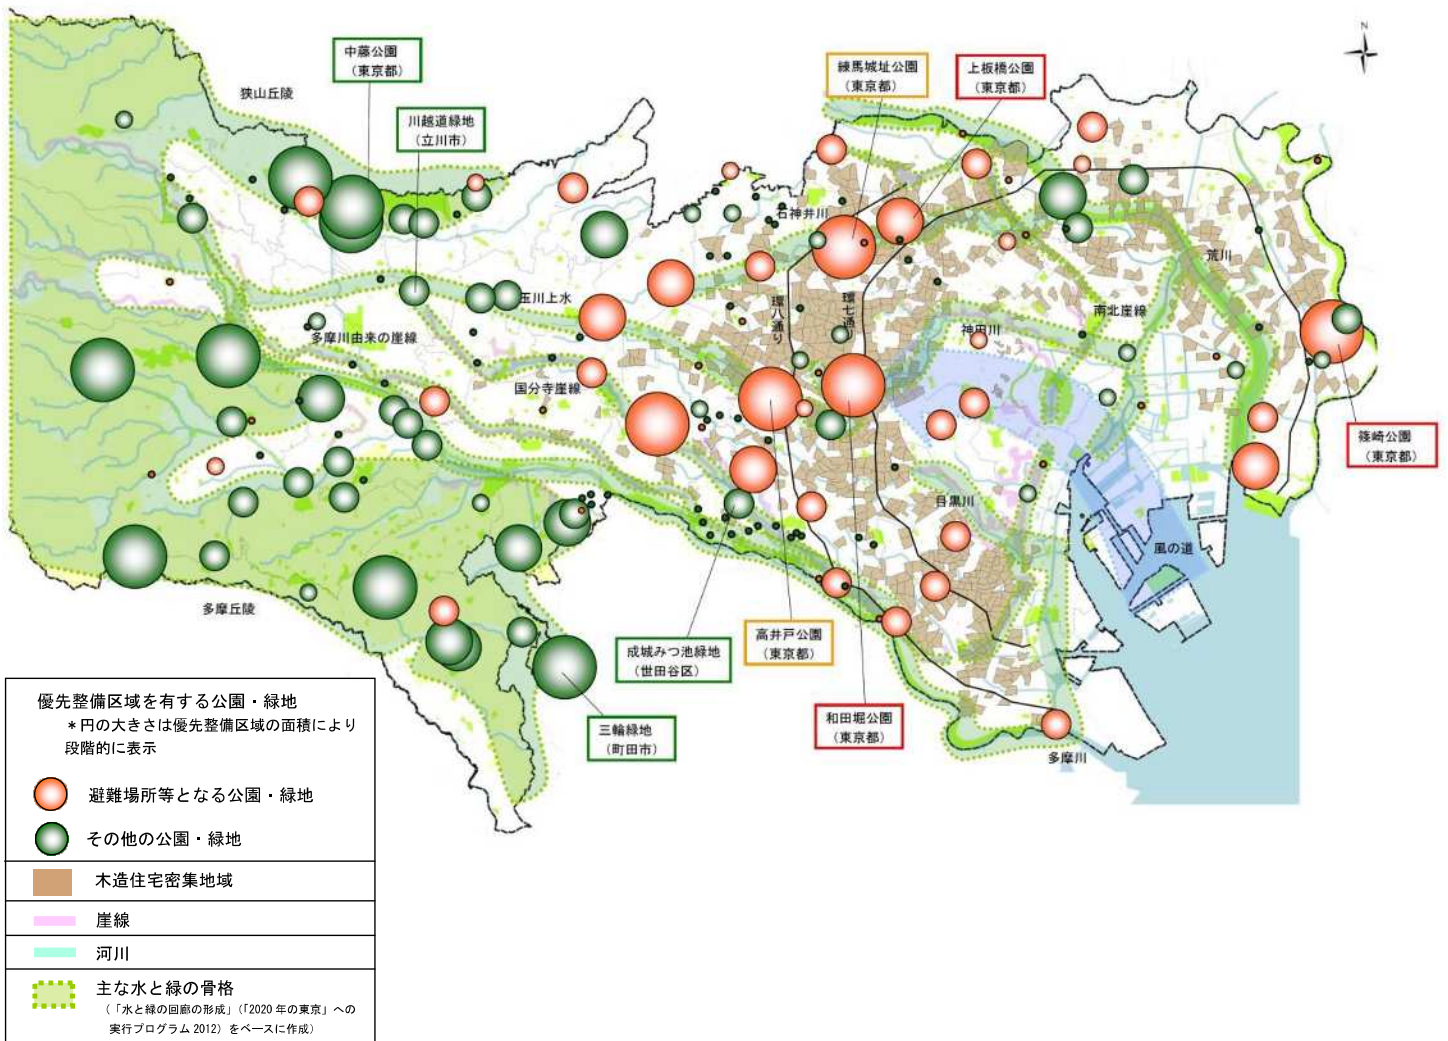 N
中藤公園
(東京都)
狭山丘陵
川越道緑地
(立川市)
練馬城址公園
(東京都)
上板橋公園
(東京都)
石神井川
荒川
玉川上水
環八通り
環七通り
南北崖線
多摩川由来の崖線
神田川
国分寺崖線
篠崎公園
(東京都)
目黒川
風の道
多摩丘陵
成城みつ池緑地
(世田谷区)
高井戸公園
(東京都)
三輪緑地
(町田市)
和田堀公園
(東京都)
多摩川
優先整備区域を有する公園・緑地
*円の大きさは優先整備区域の面積により
段階的に表示
避難場所等となる公園・緑地
その他の公園・緑地
木造住宅密集地域
崖線
河川
主な水と緑の骨格
(「水と緑の回廊の形成」(「2020年の東京」への
実行プログラム2012)をベースに作成)